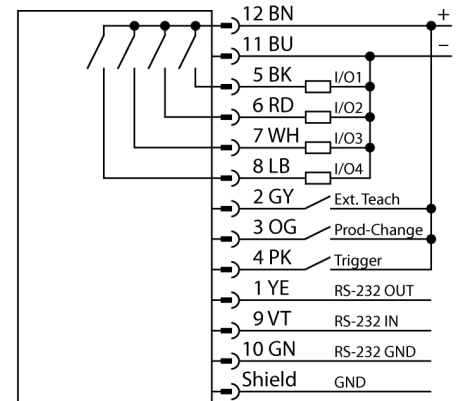 12 BN +
11 BU –
5 BK I/O1
6 RD I/O2
7 WH I/O3
8 LB I/O4
2 GY Ext. Teach
3 OG Prod-Change
4 PK Trigger
1 YE RS-232 OUT
9 VT RS-232 IN
10 GN RS-232 GND
Shield GND